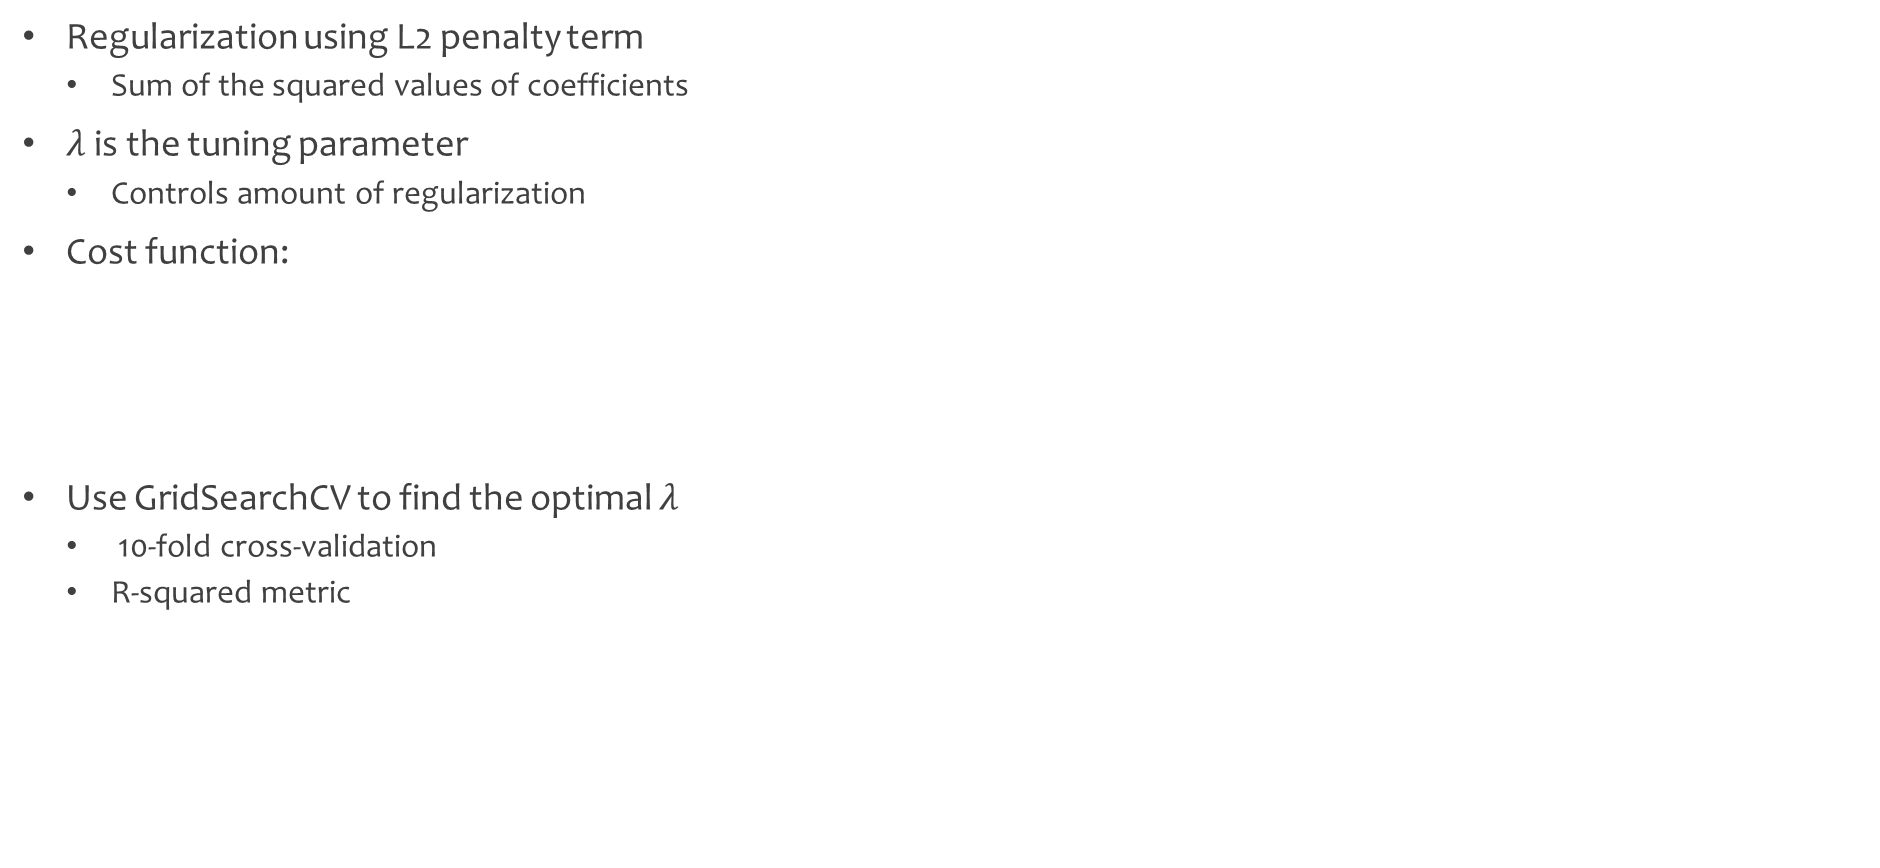 • Regularization using L2 penalty term
• Sum of the squared values of coefficients
• 𝜆 is the tuning parameter
• Controls amount of regularization
• Cost function:
• Use GridSearchCV to find the optimal 𝜆
• 10-fold cross-validation
• R-squared metric